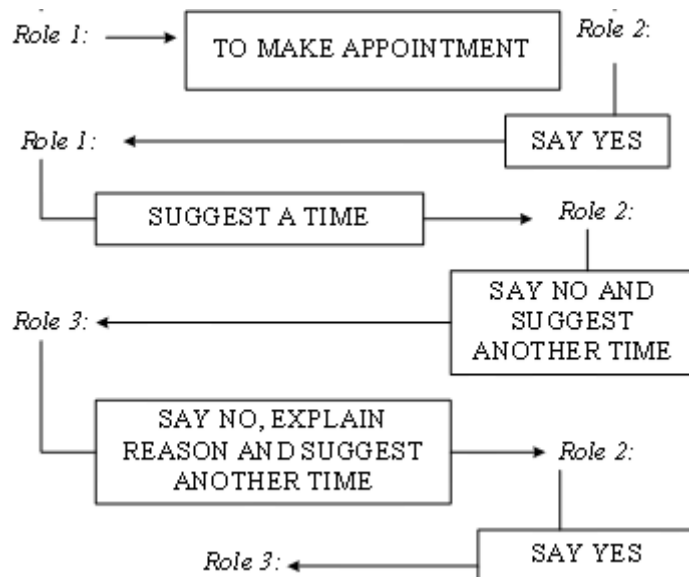 Role 1:
TO MAKE APPOINTMENT
Role 2:
Role 1:
SAY YES
SUGGEST A TIME
Role 2:
Role 3:
SAY NO AND
SUGGEST
ANOTHER TIME
SAY NO, EXPLAIN
REASON AND SUGGEST
ANOTHER TIME
Role 2:
SAY YES
Role 3: